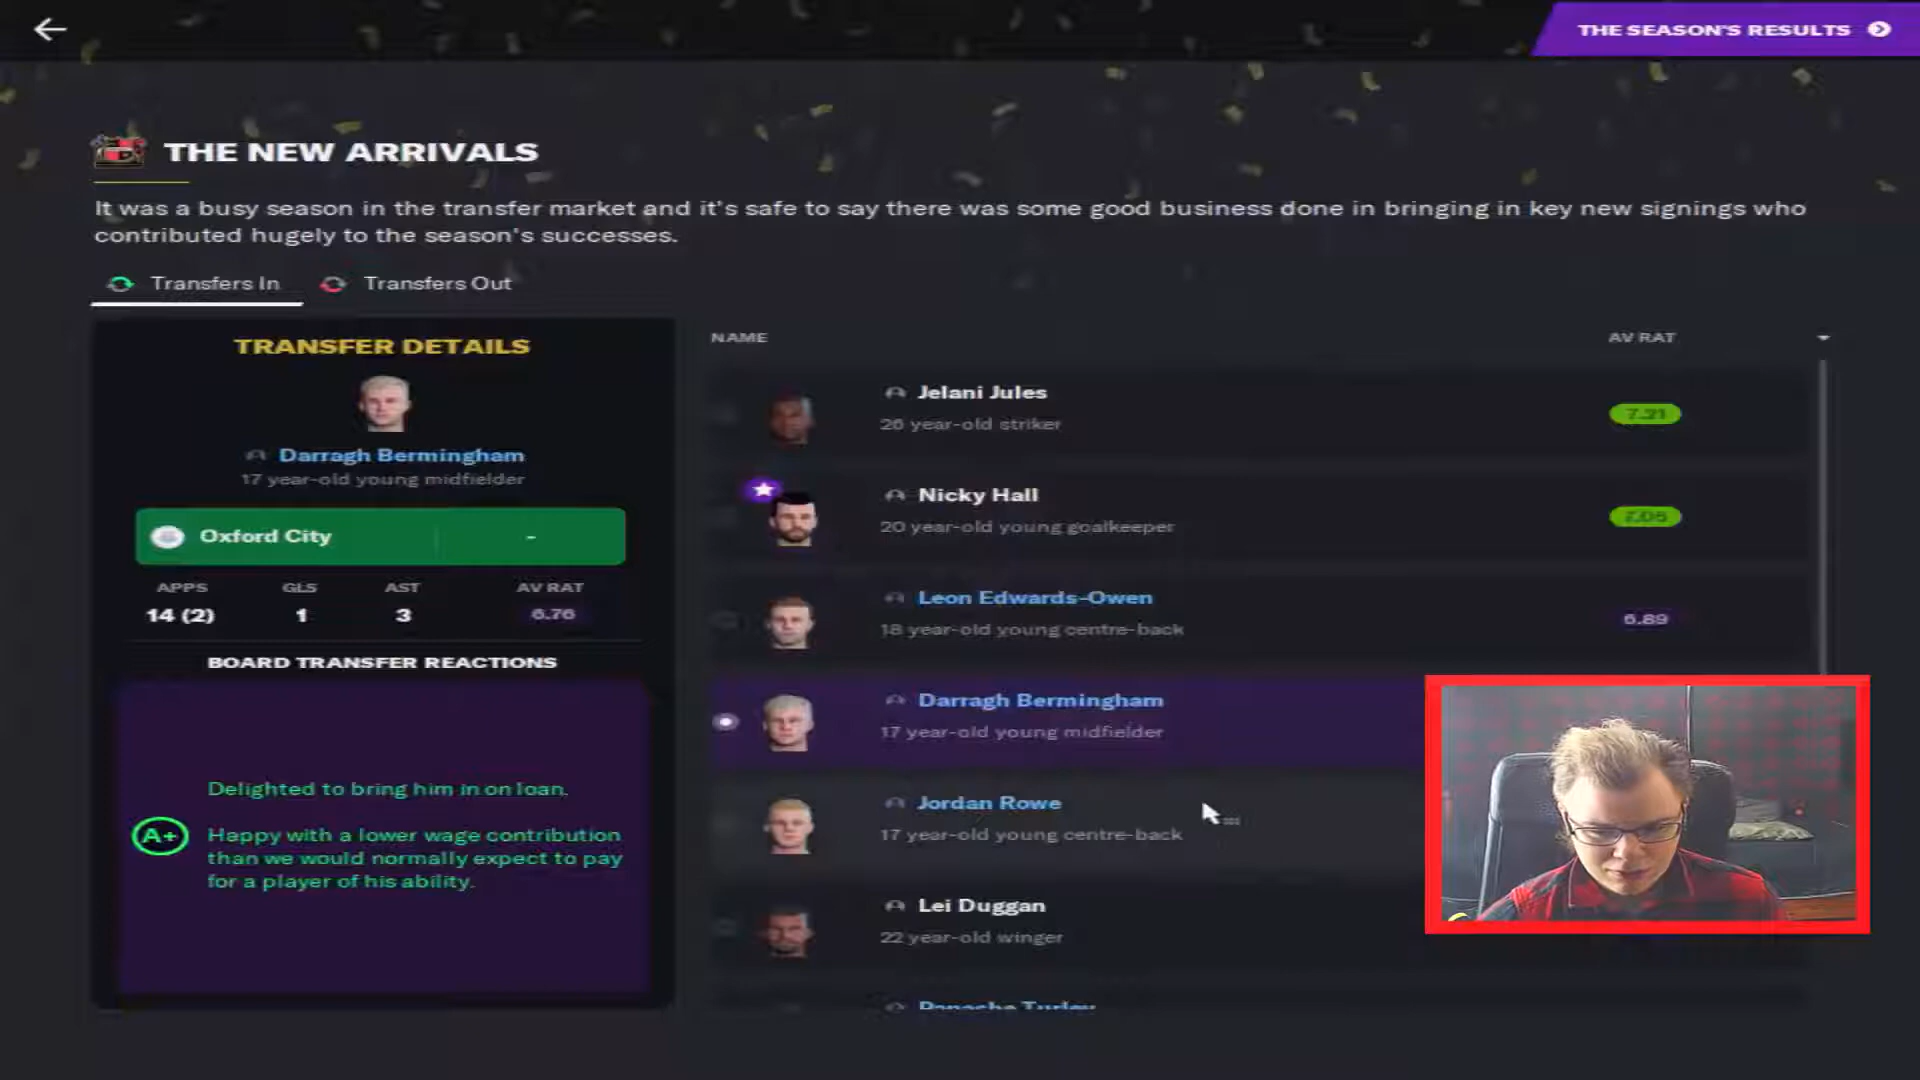 THE SEASON'S RESULTS
THE NEW ARRIVALS
It was a busy season in the transfer market and it's safe to say there was some good business done in bringing in key new signings who
contributed hugely to the season's successes.
Transfers In
Transfers Out
TRANSFER DETAILS
Darragh Bermingham
17 year-old young midfielder
Oxford City -
APPS GLS AST AV RAT
14 (2) 1 3 6.76
BOARD TRANSFER REACTIONS
A+
Delighted to bring him in on loan.
Happy with a lower wage contribution
than we would normally expect to pay
for a player of his ability.
NAME AV RAT
Jelani Jules
26 year-old striker
7.21
Nicky Hall
20 year-old young goalkeeper
7.05
Leon Edwards-Owen
18 year-old young centre-back
6.89
Darragh Bermingham
17 year-old young midfielder
Jordan Rowe
17 year-old young centre-back
Lei Duggan
22 year-old winger
Panache Turley